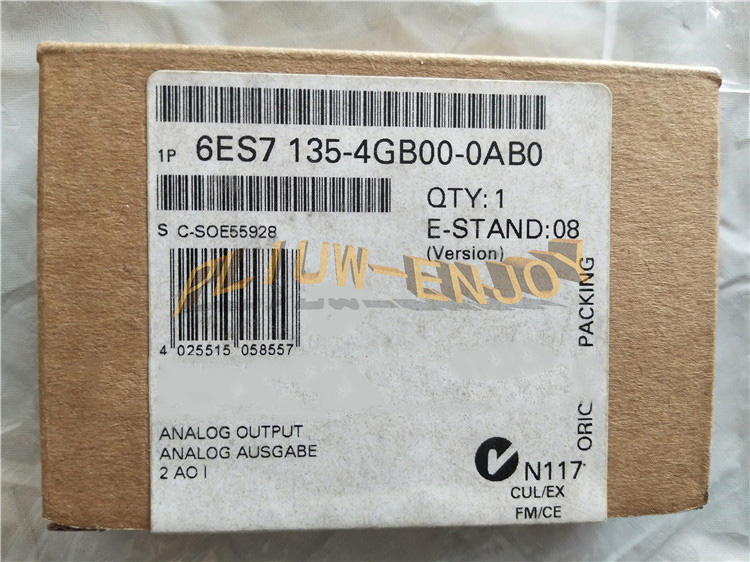 1P 6ES7 135-4GB00-0AB0
QTY: 1
S C-SOE55928
E-STAND:08
(Version)
PLIUW-ENJOY
4 025515 058557
PACKING
ORIC
ANALOG OUTPUT
ANALOG AUSGABE
2 AO I
N117
CUL/EX
FM/CE